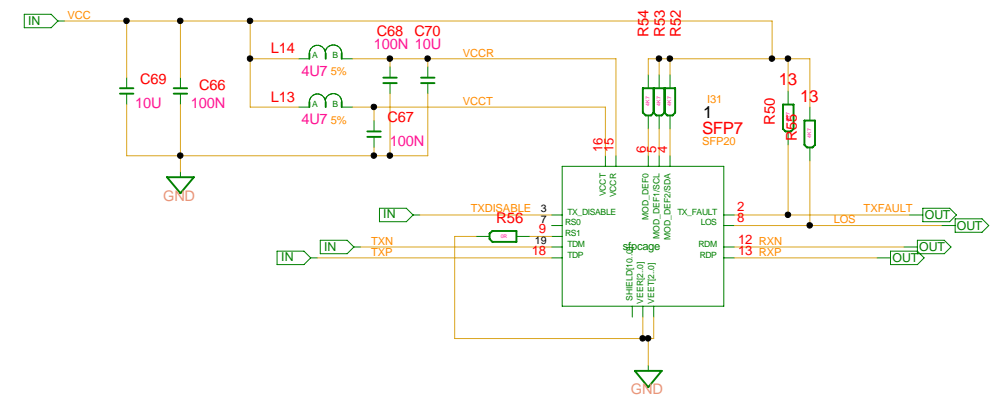 IN VCC
R54 R53 R52
C68 C70
100N 10U
L14 A B VCCR
4U7 5%
C69 C66
10U 100N
L13 A B VCCT
4U7 5%
C67
100N
GND
13
13
I31
1
SFP7
SFP20
R50
16 15 6 5 4
VCCT VCCR MOD_DEF0 MOD_DEF1/SCL MOD_DEF2/SDA
IN TXDISABLE 3 TX_DISABLE TX_FAULT 2 TXFAULT OUT
R56 7 RS0 LOS 8 LOS OUT
0R 9 RS1
IN TXN 19 TDM RDM 12 RXN OUT
IN TXP 18 TDP RDP 13 RXP OUT
sfpcage
VEER[2..0] VEET[2..0]
GND